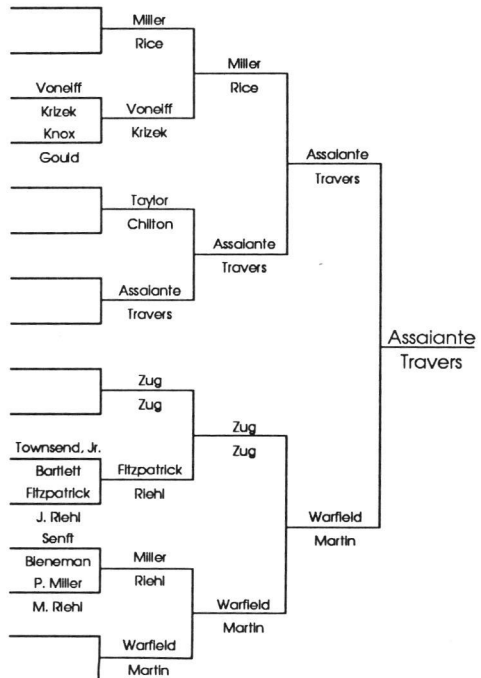 Miller
Rice
Miller
Rice
Voneiff
Krizek
Knox
Gould
Voneiff
Krizek
Assaiante
Travers
Taylor
Chilton
Assaiante
Travers
Assaiante
Travers
Assaiante
Travers
Zug
Zug
Zug
Zug
Townsend, Jr.
Bartlett
Fitzpatrick
J. Riehl
Fitzpatrick
Riehl
Warfield
Martin
Senft
Bieneman
P. Miller
M. Riehl
Miller
Riehl
Warfield
Martin
Warfield
Martin